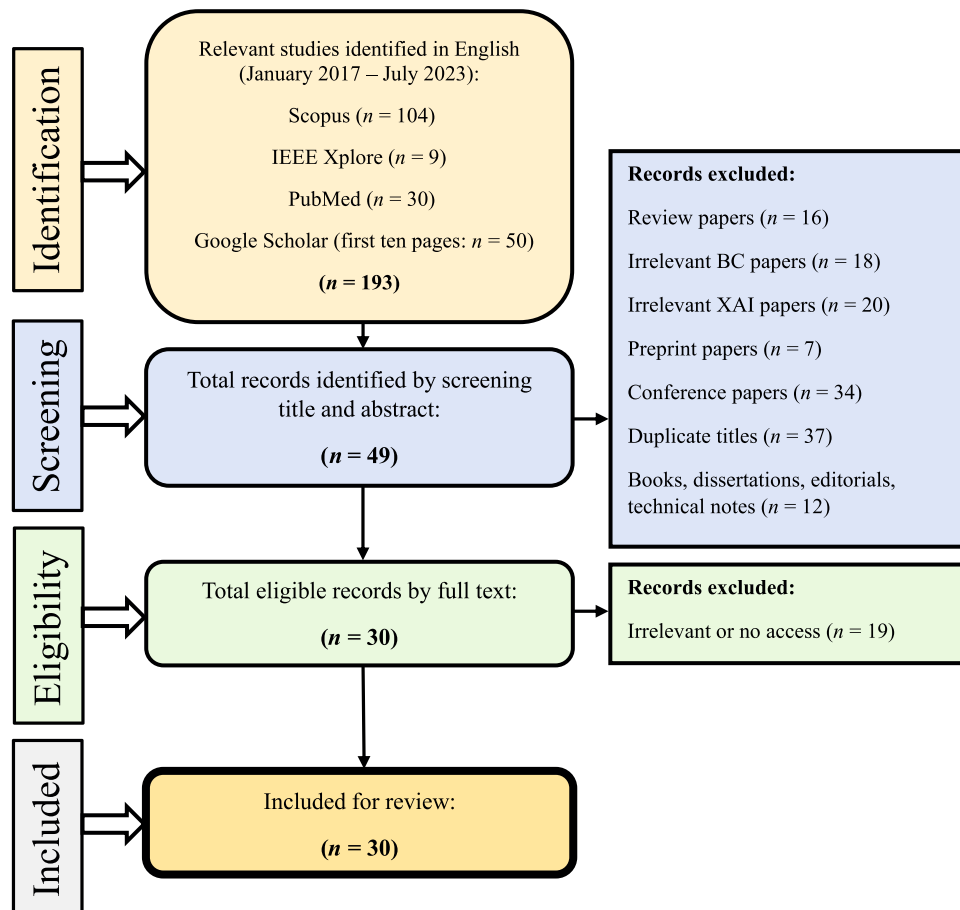 Identification
Relevant studies identified in English
(January 2017 – July 2023):
Scopus (n = 104)
IEEE Xplore (n = 9)
PubMed (n = 30)
Google Scholar (first ten pages: n = 50)
(n = 193)
Screening
Total records identified by screening
title and abstract:
(n = 49)
Records excluded:
Review papers (n = 16)
Irrelevant BC papers (n = 18)
Irrelevant XAI papers (n = 20)
Preprint papers (n = 7)
Conference papers (n = 34)
Duplicate titles (n = 37)
Books, dissertations, editorials,
technical notes (n = 12)
Eligibility
Total eligible records by full text:
(n = 30)
Records excluded:
Irrelevant or no access (n = 19)
Included
Included for review:
(n = 30)